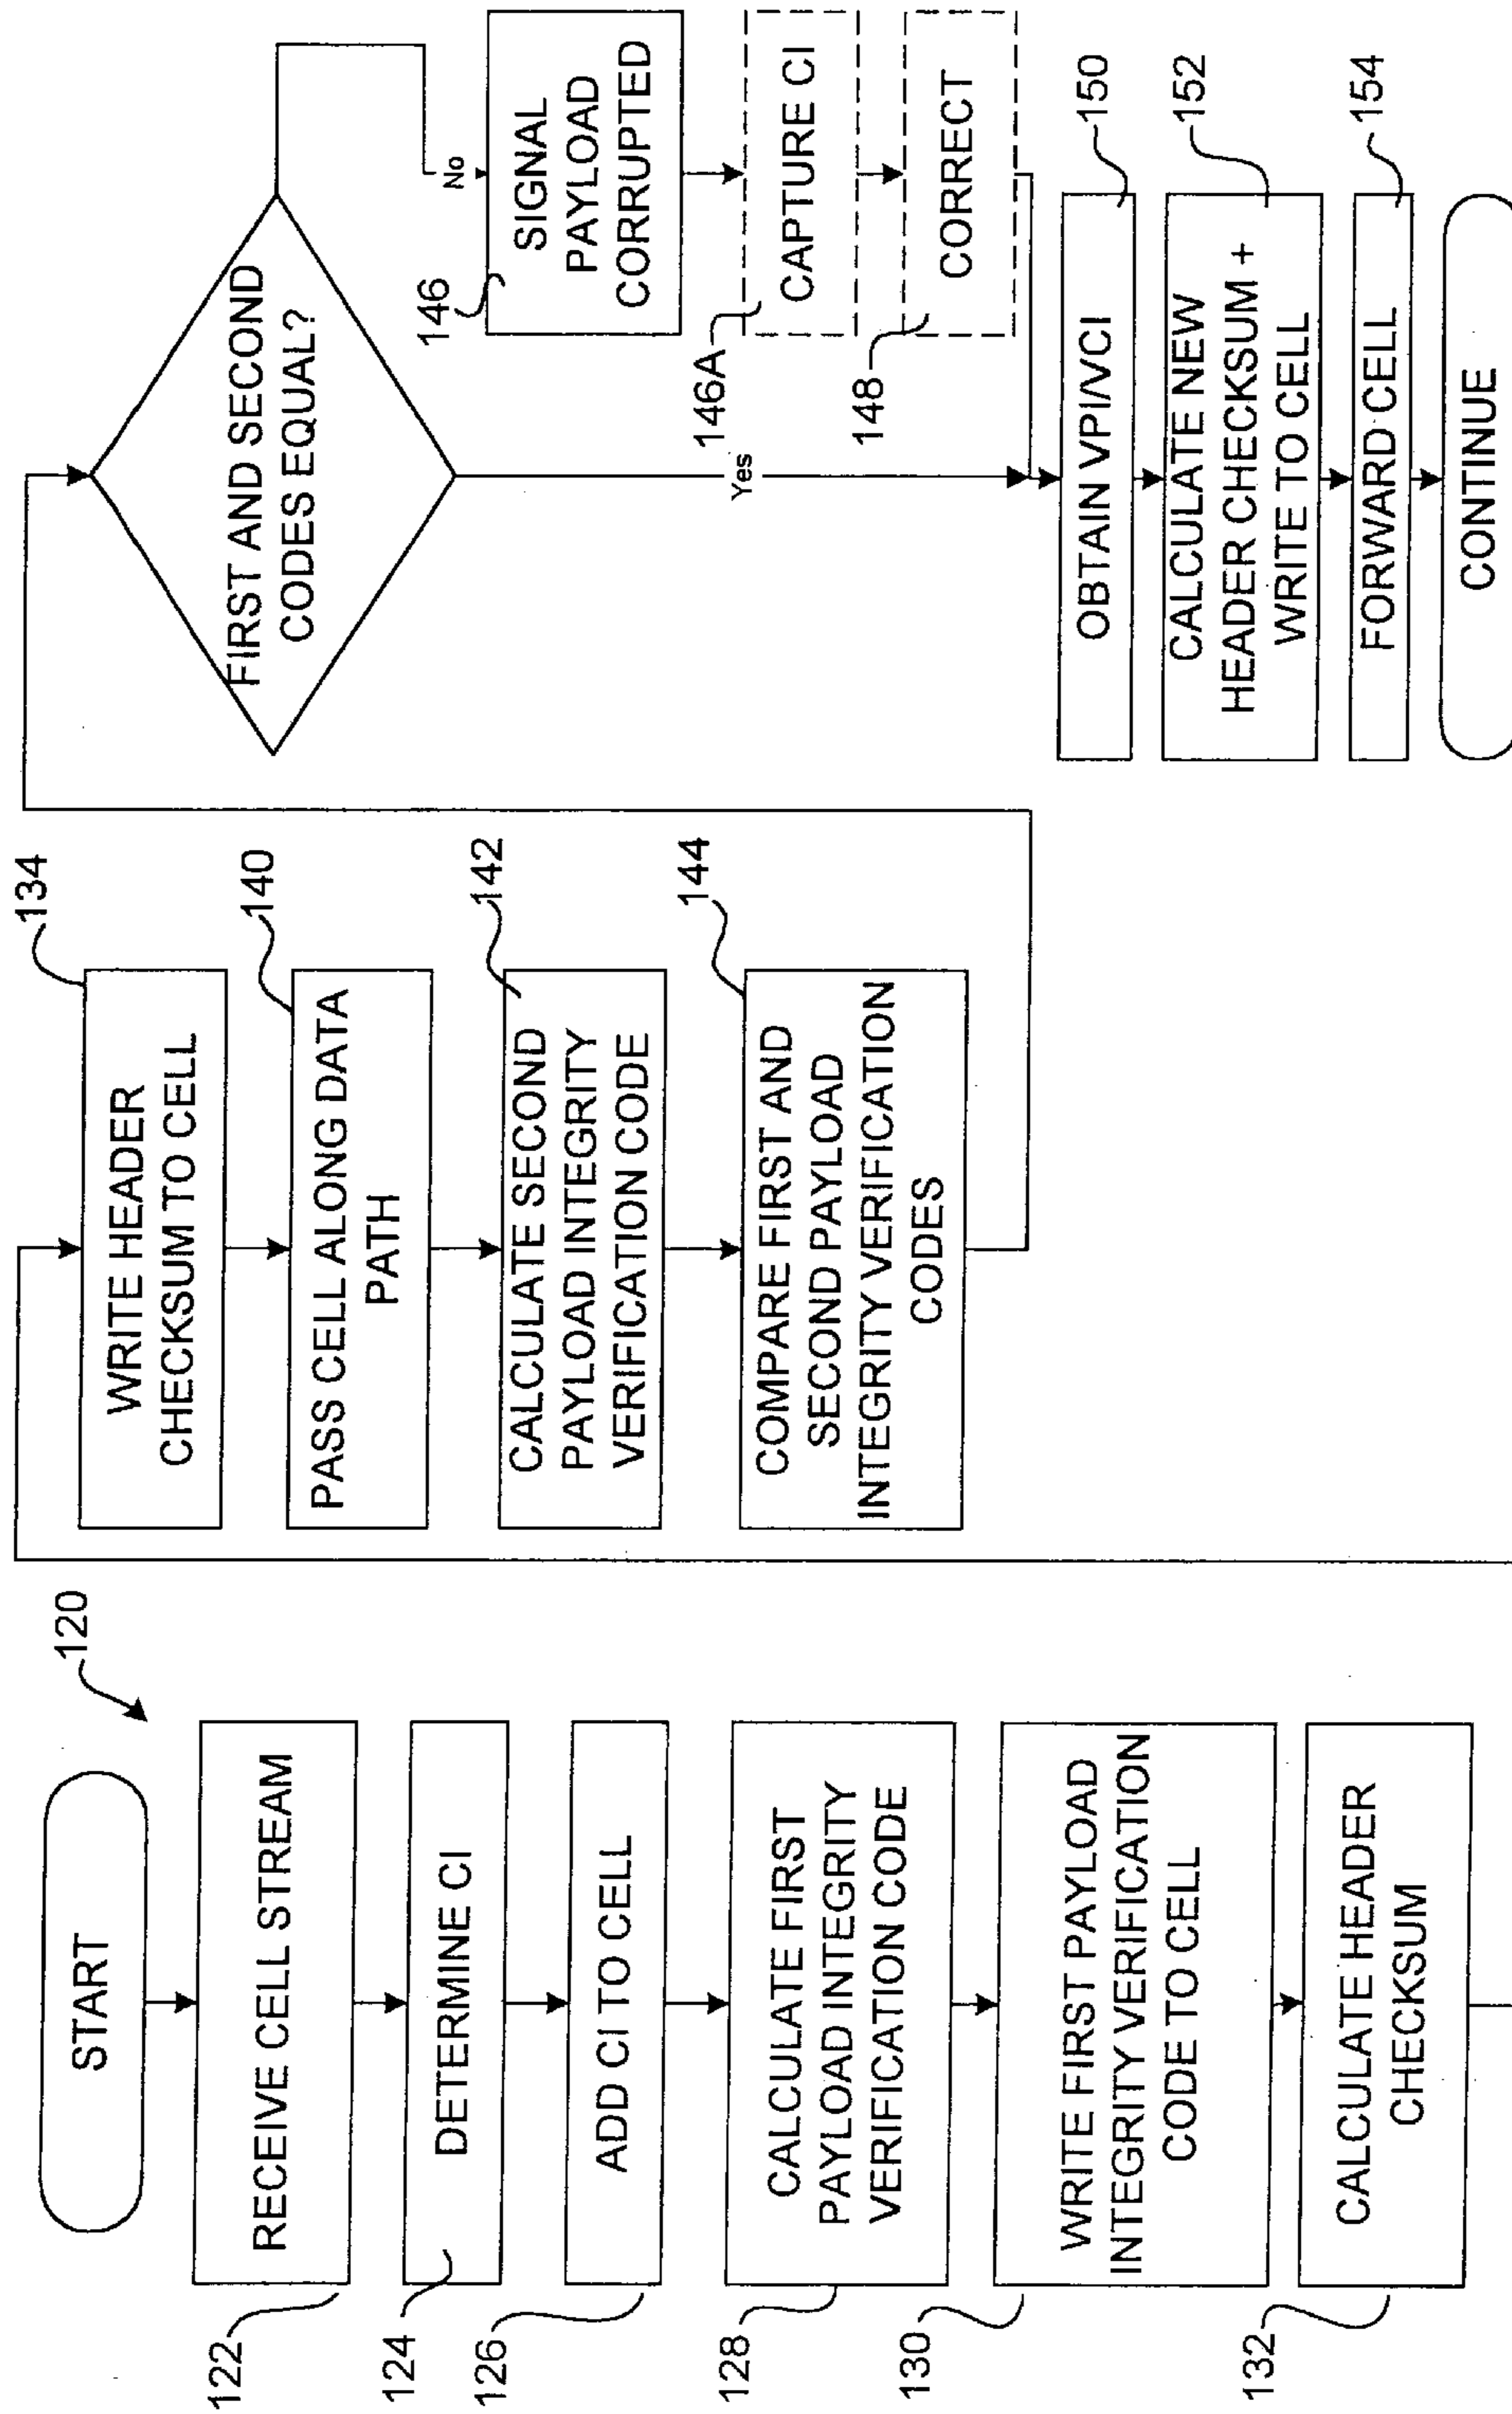 120
START
122
RECEIVE CELL STREAM
124
DETERMINE CI
126
ADD CI TO CELL
128
CALCULATE FIRST
PAYLOAD INTEGRITY
VERIFICATION CODE
130
WRITE FIRST PAYLOAD
INTEGRITY VERIFICATION
CODE TO CELL
132
CALCULATE HEADER
CHECKSUM
134
WRITE HEADER
CHECKSUM TO CELL
140
PASS CELL ALONG DATA
PATH
142
CALCULATE SECOND
PAYLOAD INTEGRITY
VERIFICATION CODE
144
COMPARE FIRST AND
SECOND PAYLOAD
INTEGRITY VERIFICATION
CODES
FIRST AND SECOND
CODES EQUAL?
No
146
SIGNAL
PAYLOAD
CORRUPTED
146A
CAPTURE CI
148
CORRECT
Yes
150
OBTAIN VPI/VCI
152
CALCULATE NEW
HEADER CHECKSUM +
WRITE TO CELL
154
FORWARD CELL
CONTINUE